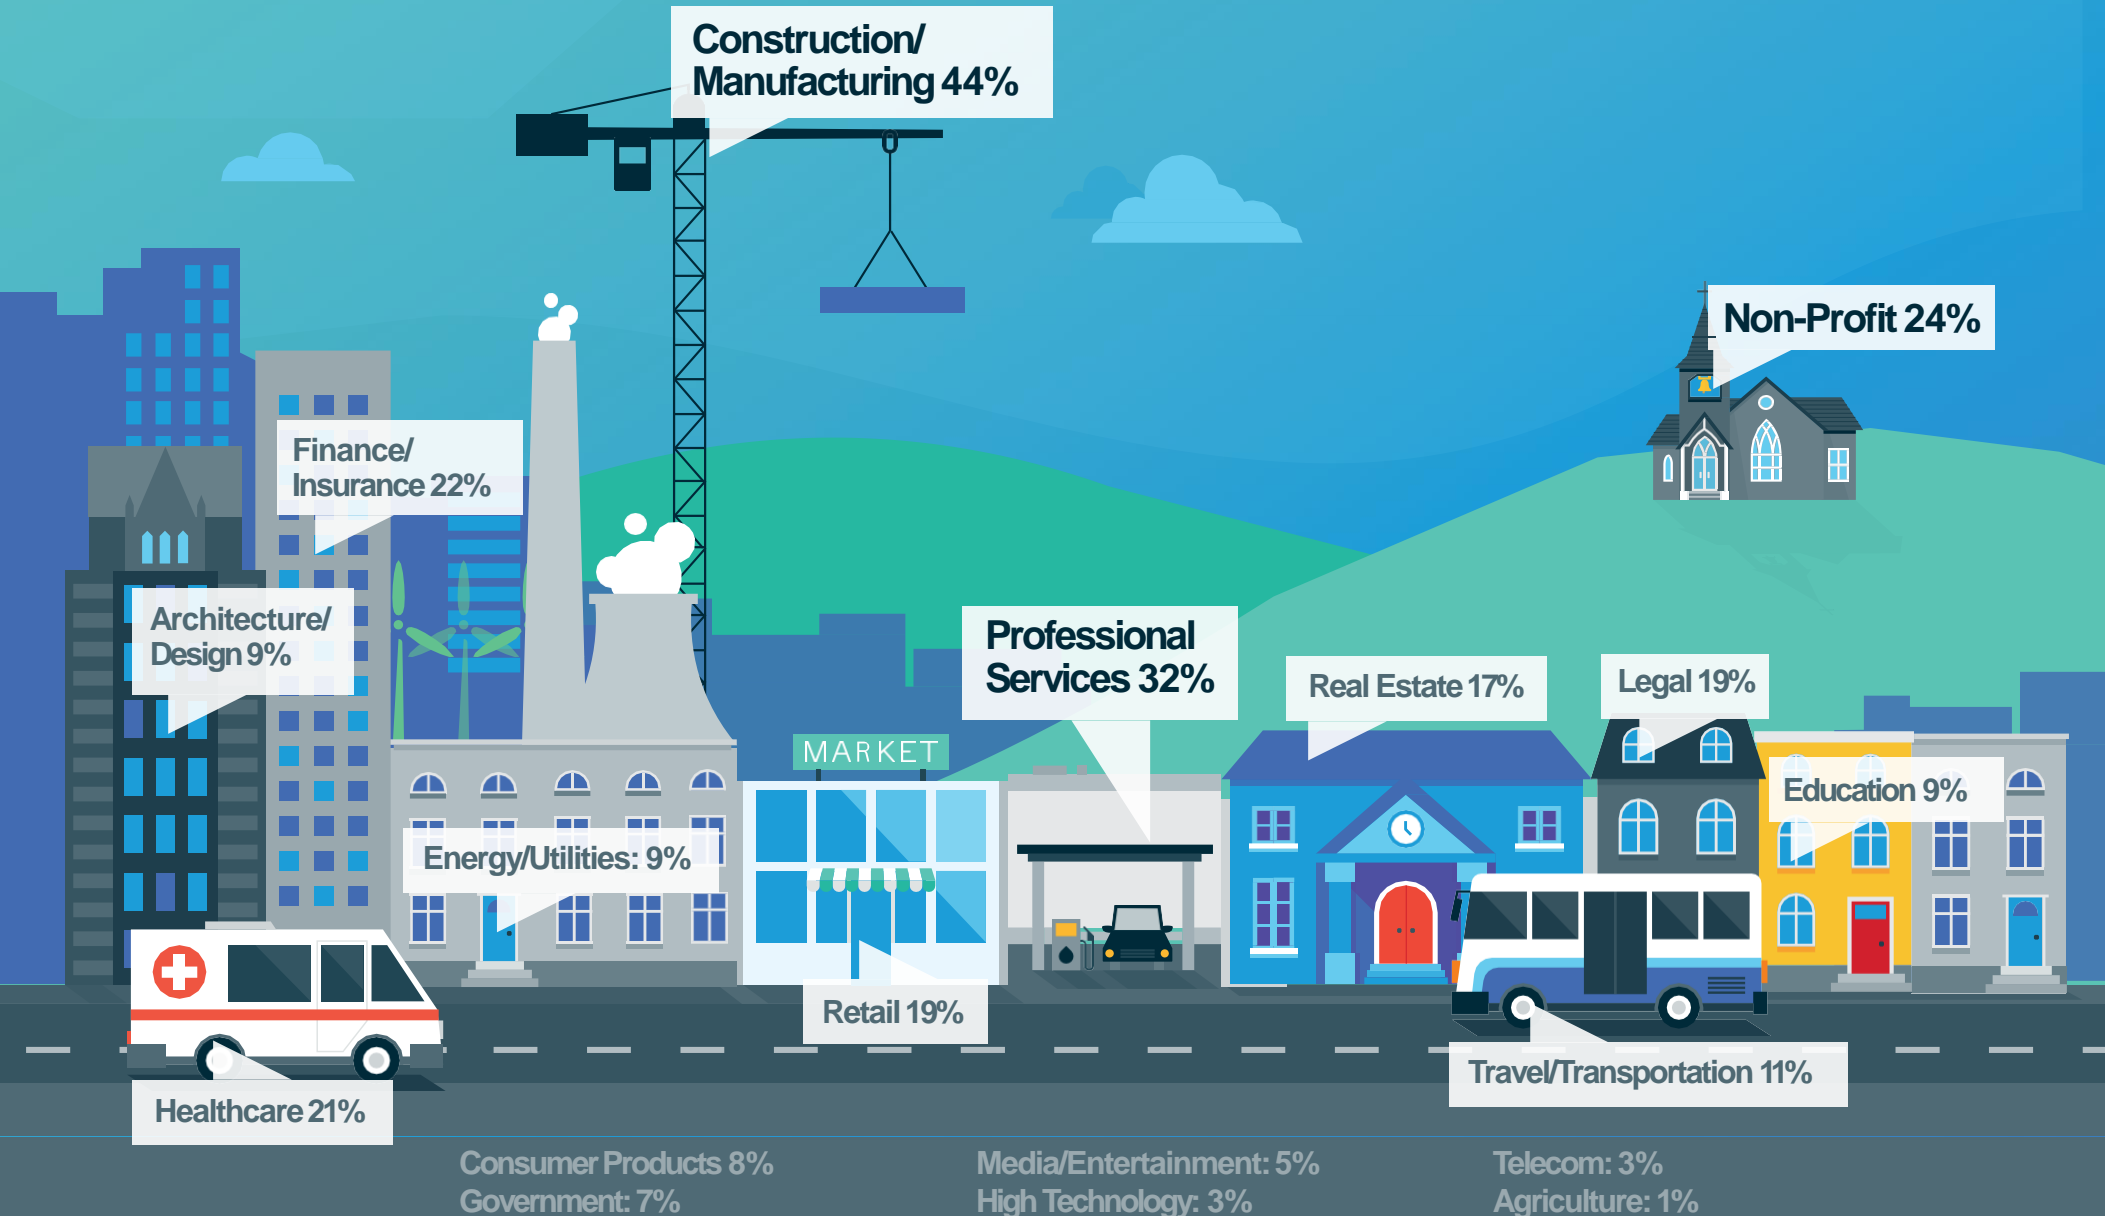 Construction/
Manufacturing 44%
Non-Profit 24%
Finance/
Insurance 22%
Architecture/
Design 9%
Professional
Services 32%
Real Estate 17%
Legal 19%
MARKET
Education 9%
Energy/Utilities: 9%
Retail 19%
Travel/Transportation 11%
Healthcare 21%
Consumer Products 8%
Government: 7%
Media/Entertainment: 5%
High Technology: 3%
Telecom: 3%
Agriculture: 1%